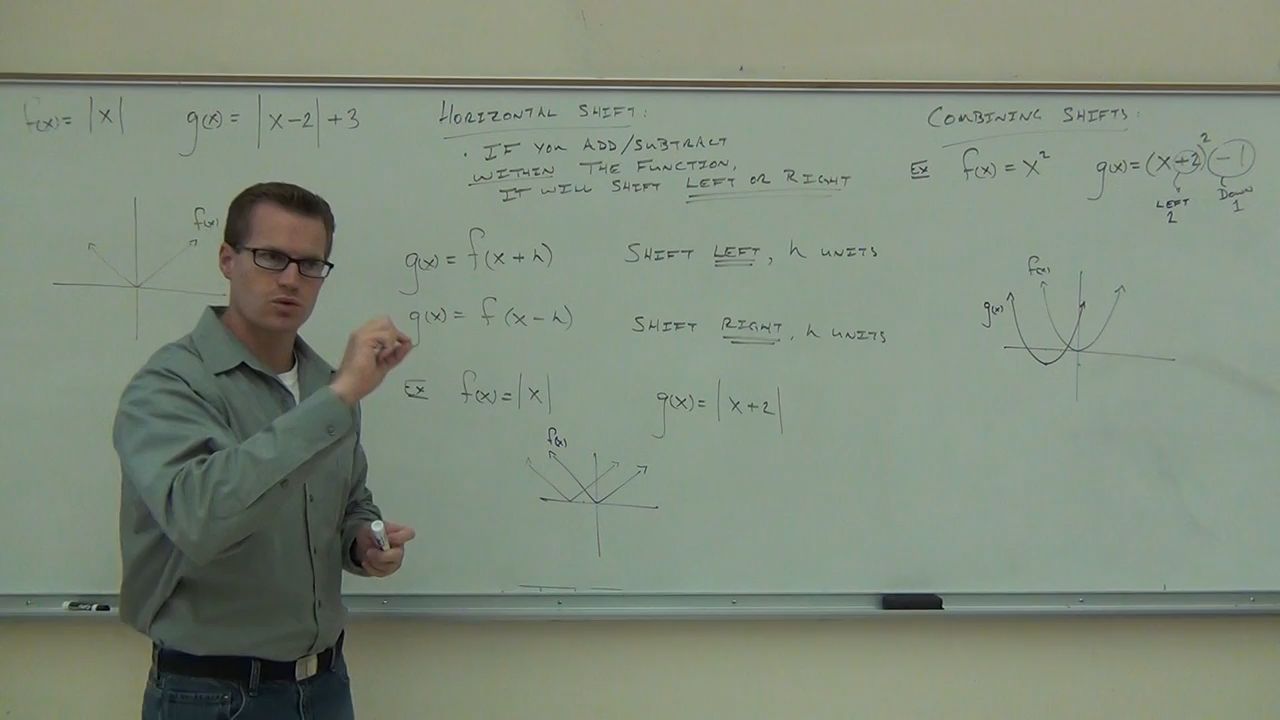 f(x) = |x|   g(x) = |x-2|+3
f(x)
HORIZONTAL SHIFT:
· IF YOU ADD/SUBTRACT
WITHIN THE FUNCTION,
IT WILL SHIFT LEFT OR RIGHT
g(x) = f(x+h)   SHIFT LEFT, h UNITS
g(x) = f(x-h)   SHIFT RIGHT, h UNITS
Ex   f(x) = |x|   g(x) = |x+2|
f(x)
COMBINING SHIFTS:
Ex   f(x) = x²   g(x) = (x+2)² -1
LEFT 2   DOWN 1
f(x)
g(x)